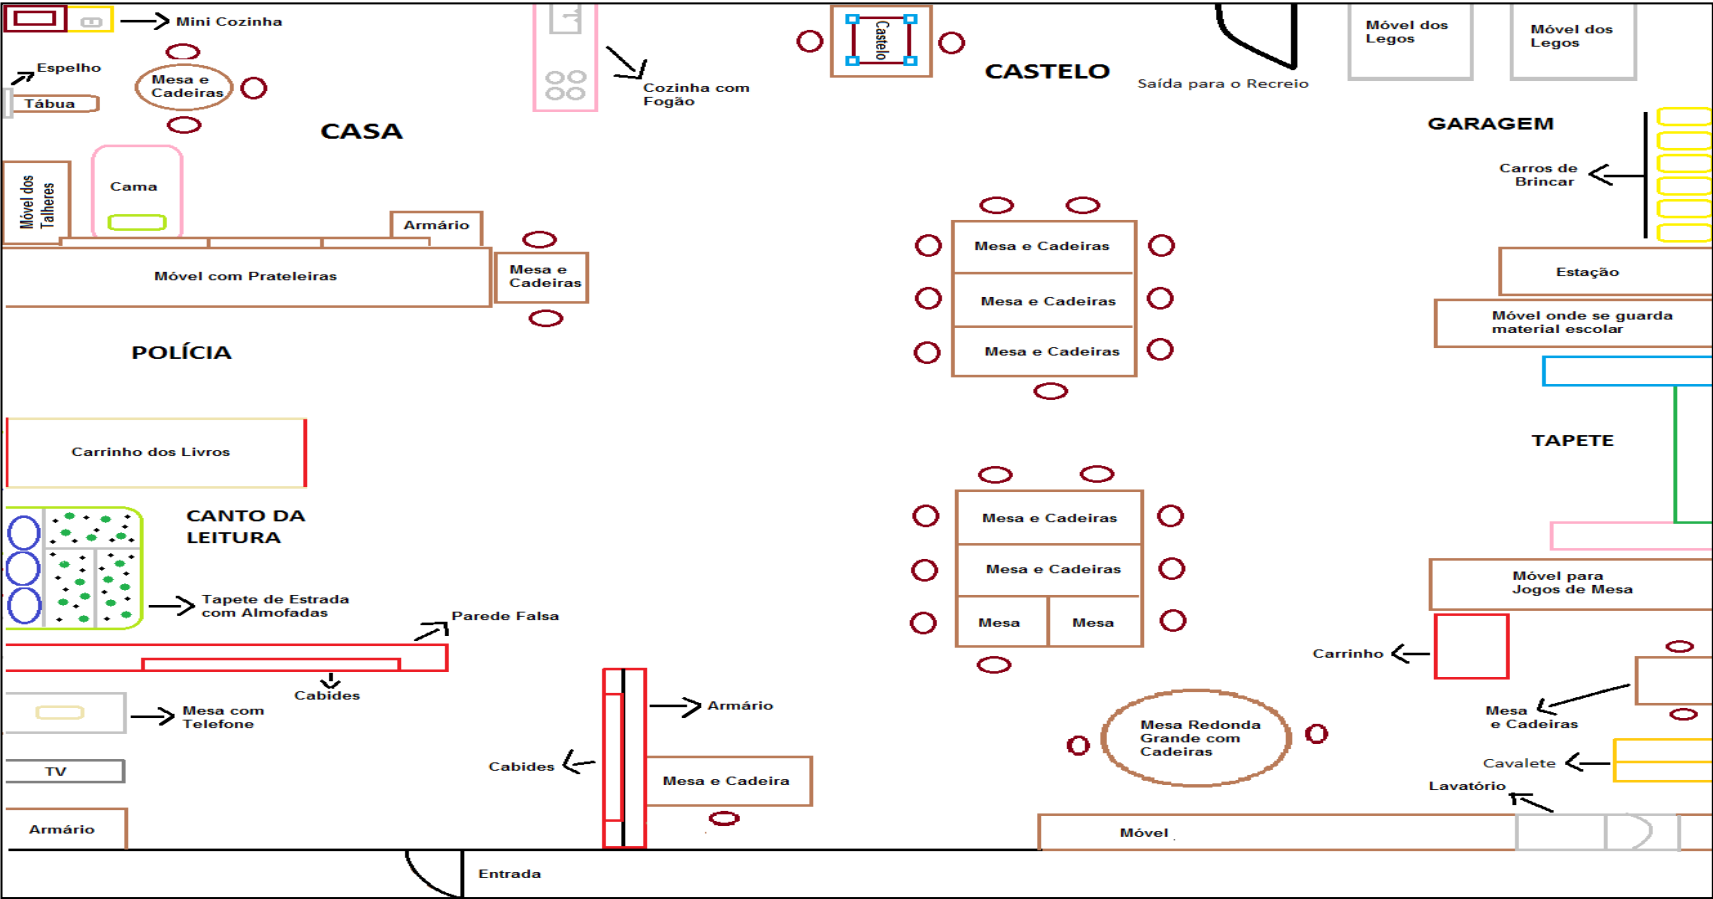 Mini Cozinha
Espelho
Tábua
Mesa e
Cadeiras
CASA
Cozinha com
Fogão
Castelo
CASTELO
Saída para o Recreio
Móvel dos
Legos
Móvel dos
Legos
GARAGEM
Carros de
Brincar
Móvel dos
Talheres
Cama
Armário
Móvel com Prateleiras
Mesa e
Cadeiras
Mesa e Cadeiras
Mesa e Cadeiras
Mesa e Cadeiras
Estação
Móvel onde se guarda
material escolar
POLÍCIA
Carrinho dos Livros
TAPETE
CANTO DA
LEITURA
Tapete de Estrada
com Almofadas
Parede Falsa
Cabides
Mesa com
Telefone
TV
Armário
Mesa e Cadeiras
Mesa e Cadeiras
Mesa
Mesa
Móvel para
Jogos de Mesa
Carrinho
Armário
Cabides
Mesa e Cadeira
Mesa Redonda
Grande com
Cadeiras
Mesa
e Cadeiras
Cavalete
Lavatório
Móvel
Entrada